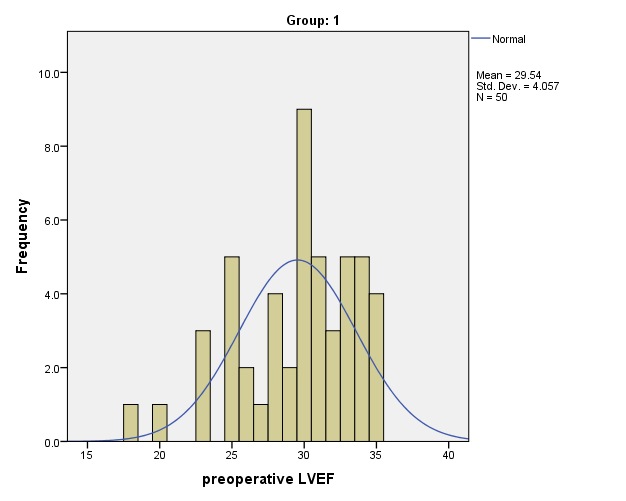 Group: 1
Normal
Mean = 29.54
Std. Dev. = 4.057
N = 50
Frequency
10.0
8.0
6.0
4.0
2.0
0.0
15 20 25 30 35 40
preoperative LVEF